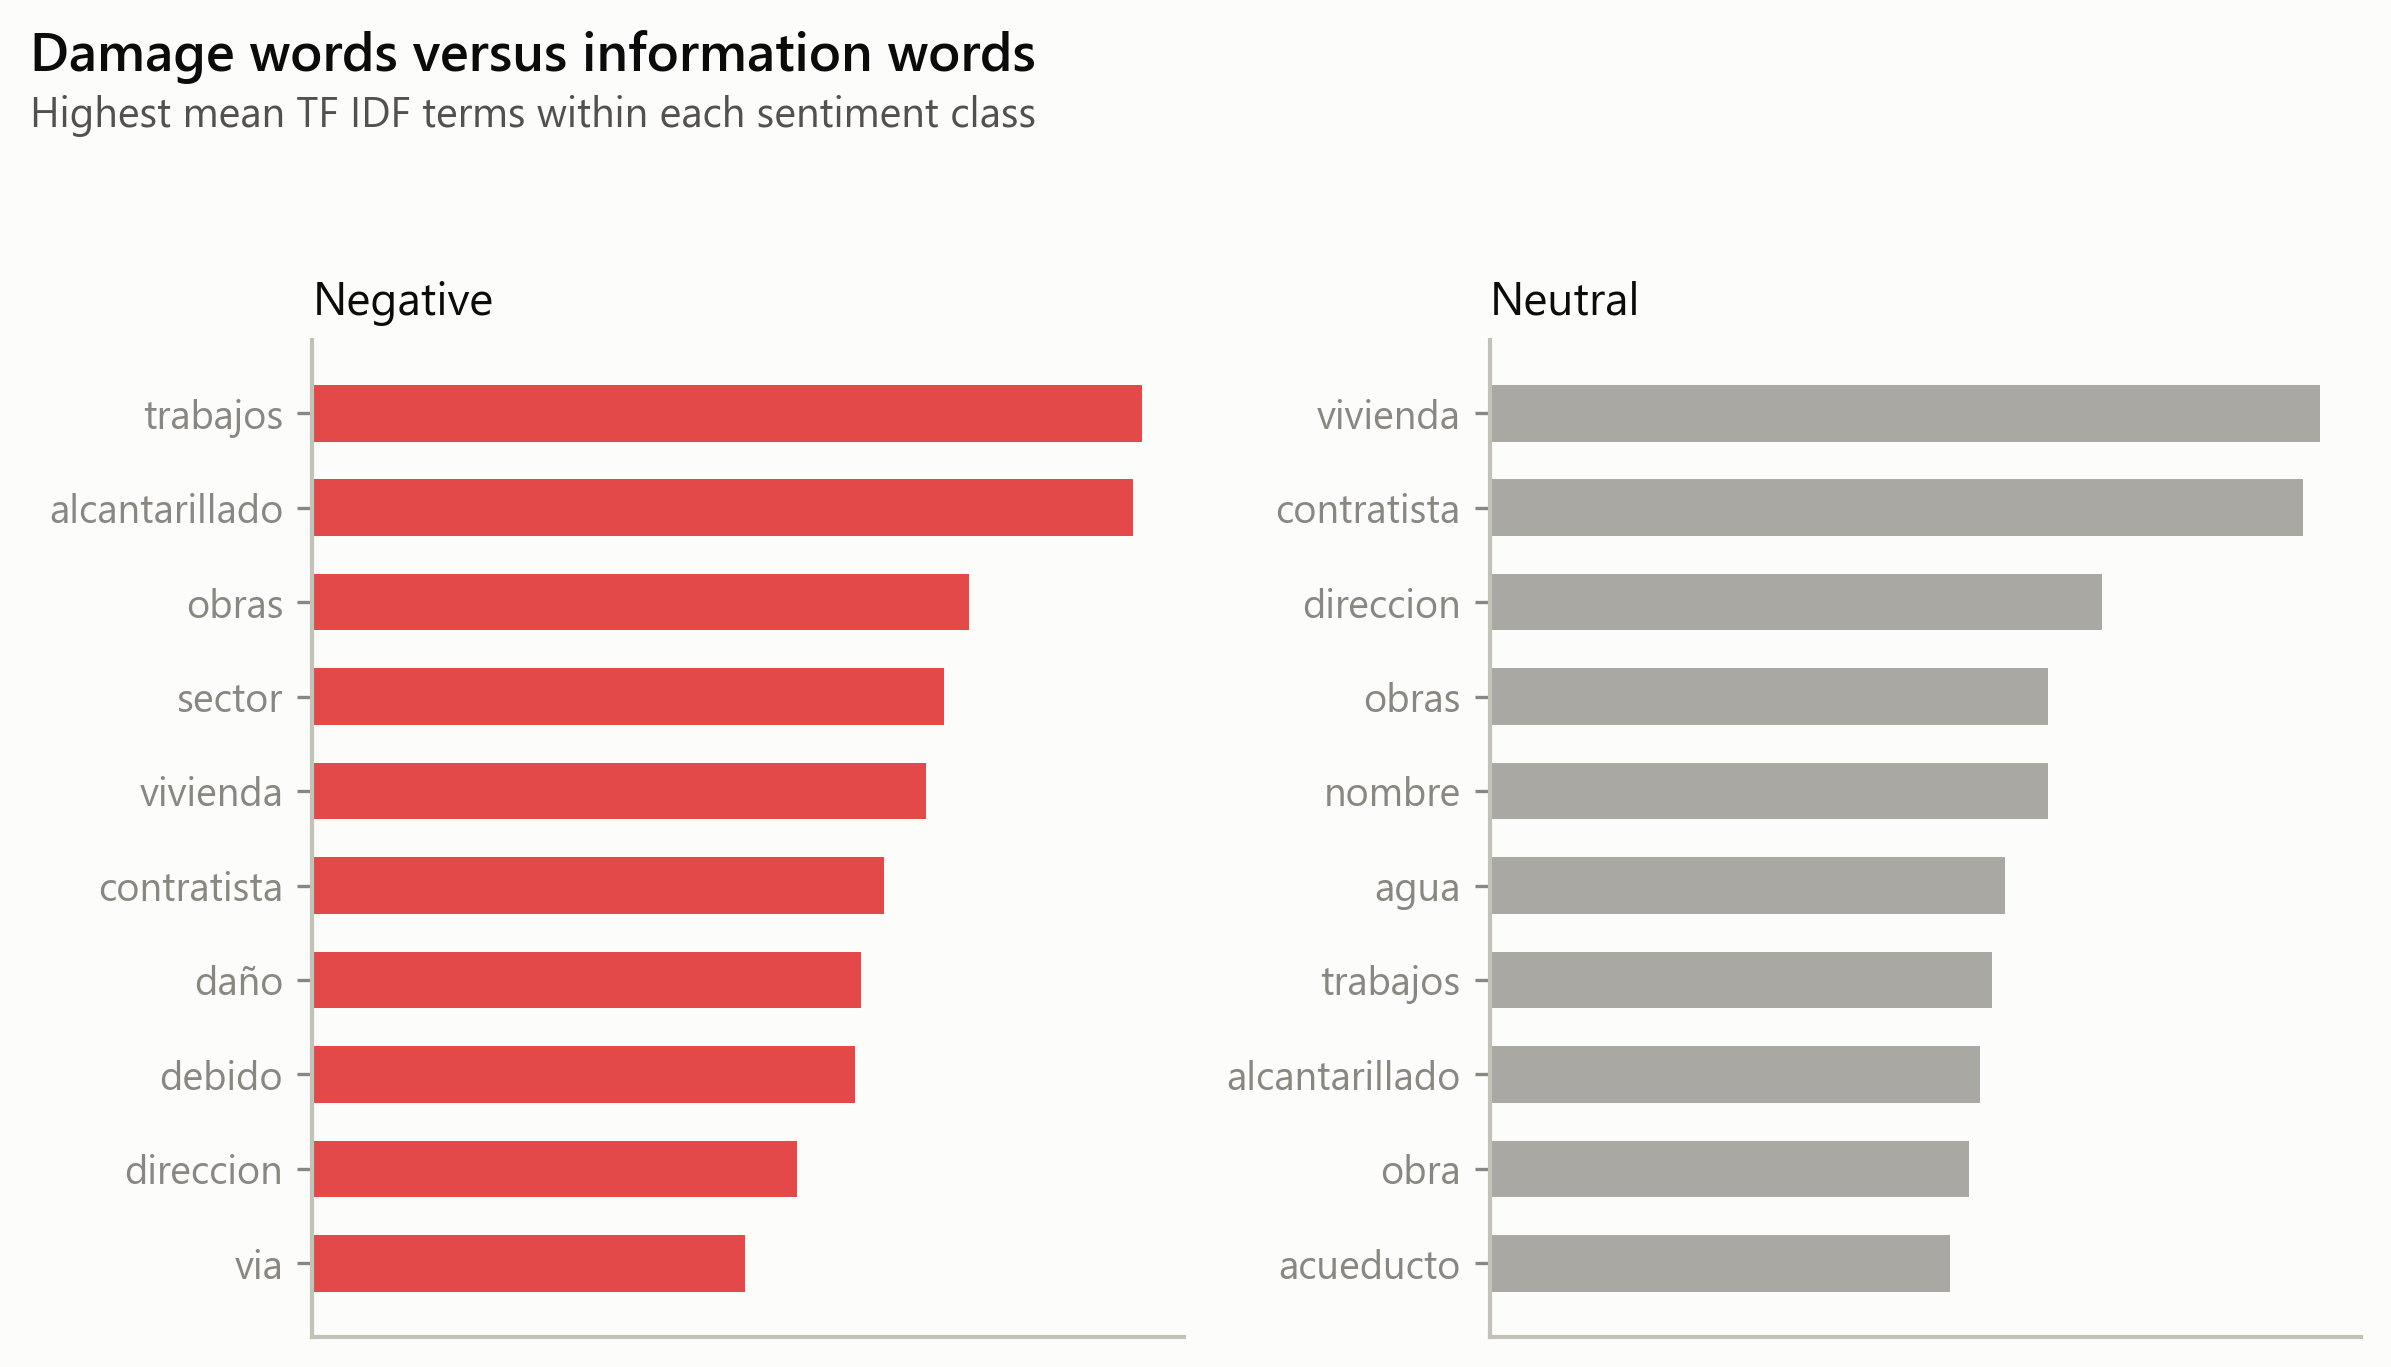 Damage words versus information words
Highest mean TF IDF terms within each sentiment class
Negative
trabajos
alcantarillado
obras
sector
vivienda
contratista
daño
debido
direccion
via
Neutral
vivienda
contratista
direccion
obras
nombre
agua
trabajos
alcantarillado
obra
acueducto